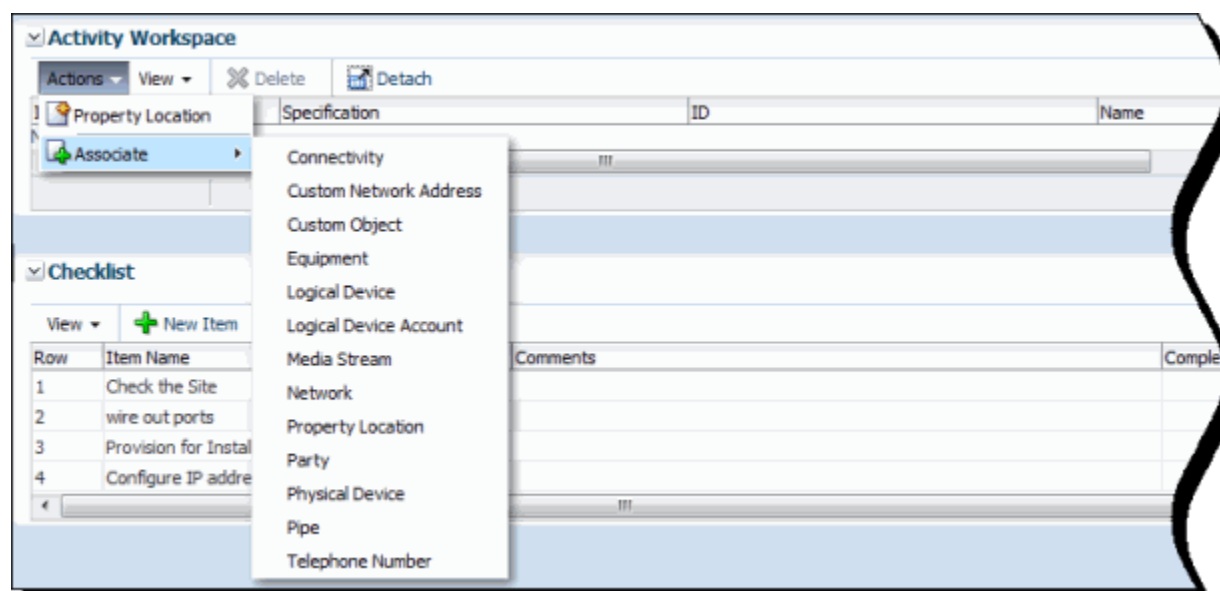 Activity Workspace
Actions View Delete Detach
Property Location Specification ID Name
Associate
Connectivity
Custom Network Address
Custom Object
Equipment
Logical Device
Logical Device Account
Media Stream
Network
Property Location
Party
Physical Device
Pipe
Telephone Number
Checklist
View New Item
Row Item Name Comments Comple
1 Check the Site
2 wire out ports
3 Provision for Instal
4 Configure IP addre